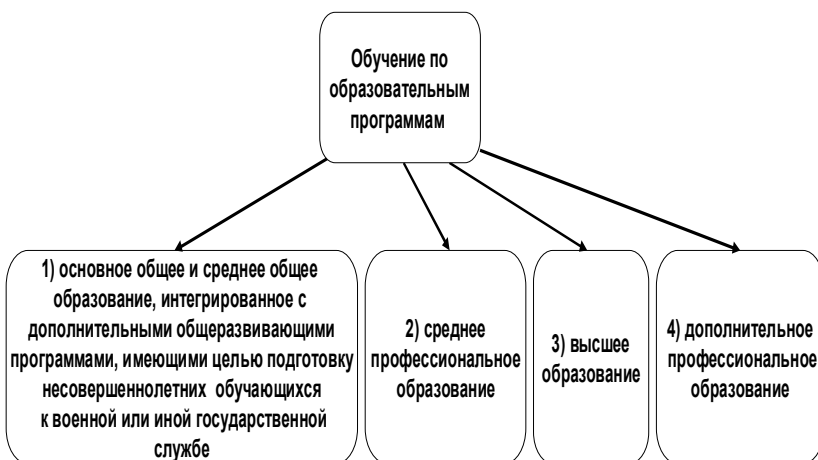 Обучение по
образовательным
программам
1) основное общее и среднее общее
образование, интегрированное с
дополнительными общеразвивающими
программами, имеющими целью подготовку
несовершеннолетних обучающихся
к военной или иной государственной
службе
2) среднее
профессиональное
образование
3) высшее
образование
4) дополнительное
профессиональное
образование